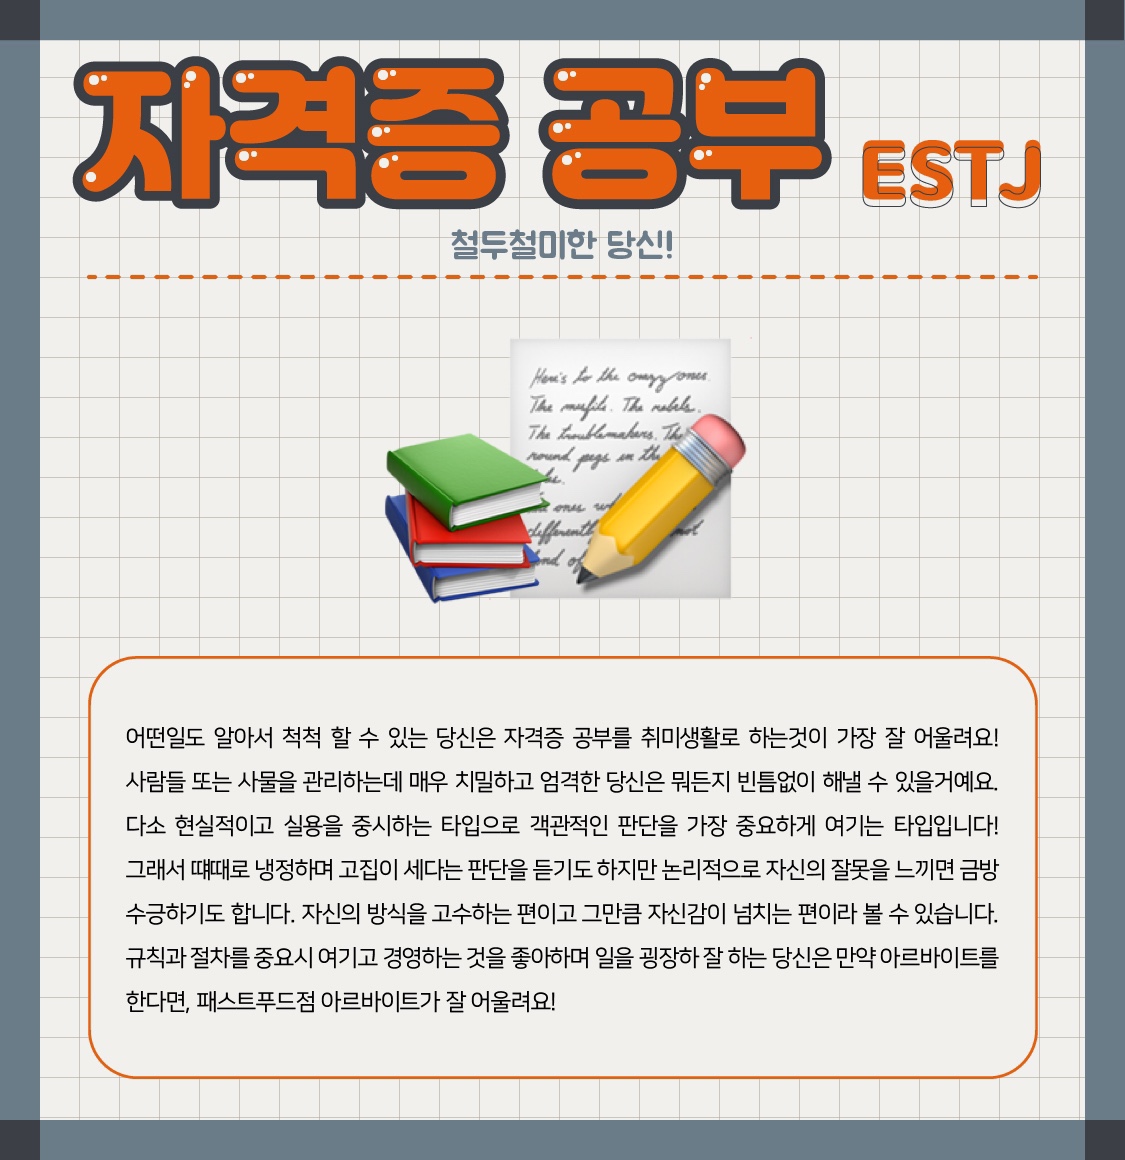 자격증 공부 ESTJ
철두철미한 당신!
Here's to the crazy ones.
The misfits. The rebels.
The troublemakers. The
round pegs in the
ones
different not
어떤일도 알아서 척척 할 수 있는 당신은 자격증 공부를 취미생활로 하는것이 가장 잘 어울려요!
사람들 또는 사물을 관리하는데 매우 치밀하고 엄격한 당신은 뭐든지 빈틈없이 해낼 수 있을거예요.
다소 현실적이고 실용을 중시하는 타입으로 객관적인 판단을 가장 중요하게 여기는 타입입니다!
그래서 떄때로 냉정하며 고집이 세다는 판단을 듣기도 하지만 논리적으로 자신의 잘못을 느끼면 금방
수긍하기도 합니다. 자신의 방식을 고수하는 편이고 그만큼 자신감이 넘치는 편이라 볼 수 있습니다.
규칙과 절차를 중요시 여기고 경영하는 것을 좋아하며 일을 굉장하 잘 하는 당신은 만약 아르바이트를
한다면, 패스트푸드점 아르바이트가 잘 어울려요!